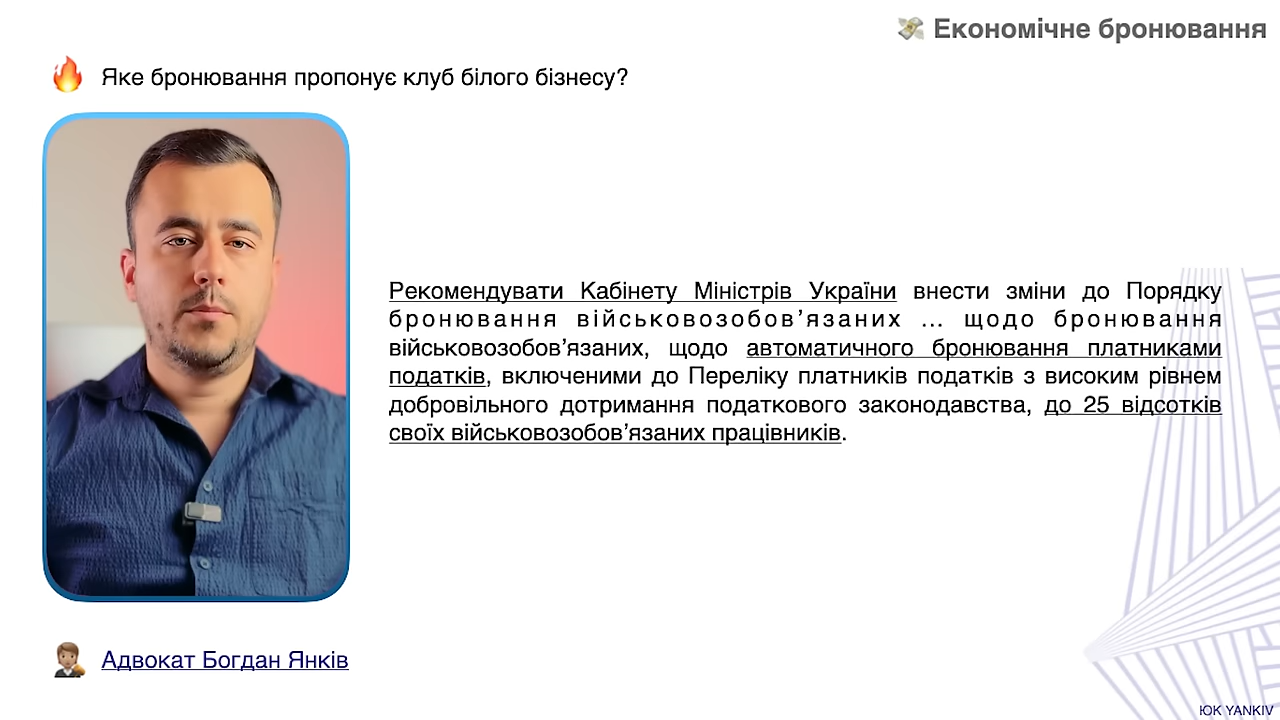 Економічне бронювання
Яке бронювання пропонує клуб білого бізнесу?
Рекомендувати Кабінету Міністрів України внести зміни до Порядку
бронювання військовозобов’язаних ... щодо бронювання
військовозобов’язаних, щодо автоматичного бронювання платниками
податків, включеними до Переліку платників податків з високим рівнем
добровільного дотримання податкового законодавства, до 25 відсотків
своїх військовозобов’язаних працівників.
Адвокат Богдан Янків
ЮК YANKIV